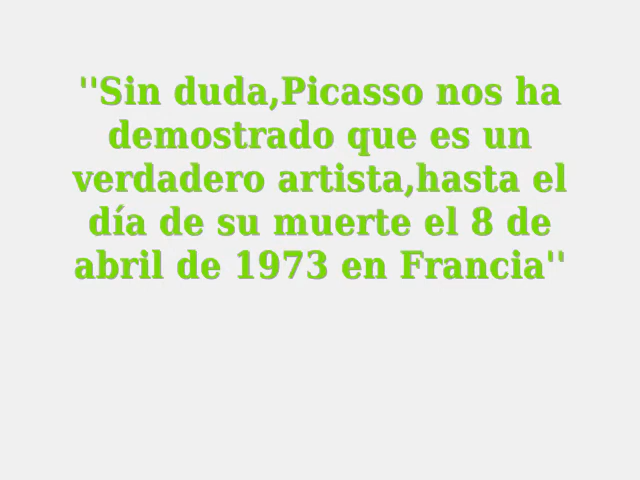 ''Sin duda,Picasso nos ha
demostrado que es un
verdadero artista,hasta el
día de su muerte el 8 de
abril de 1973 en Francia''